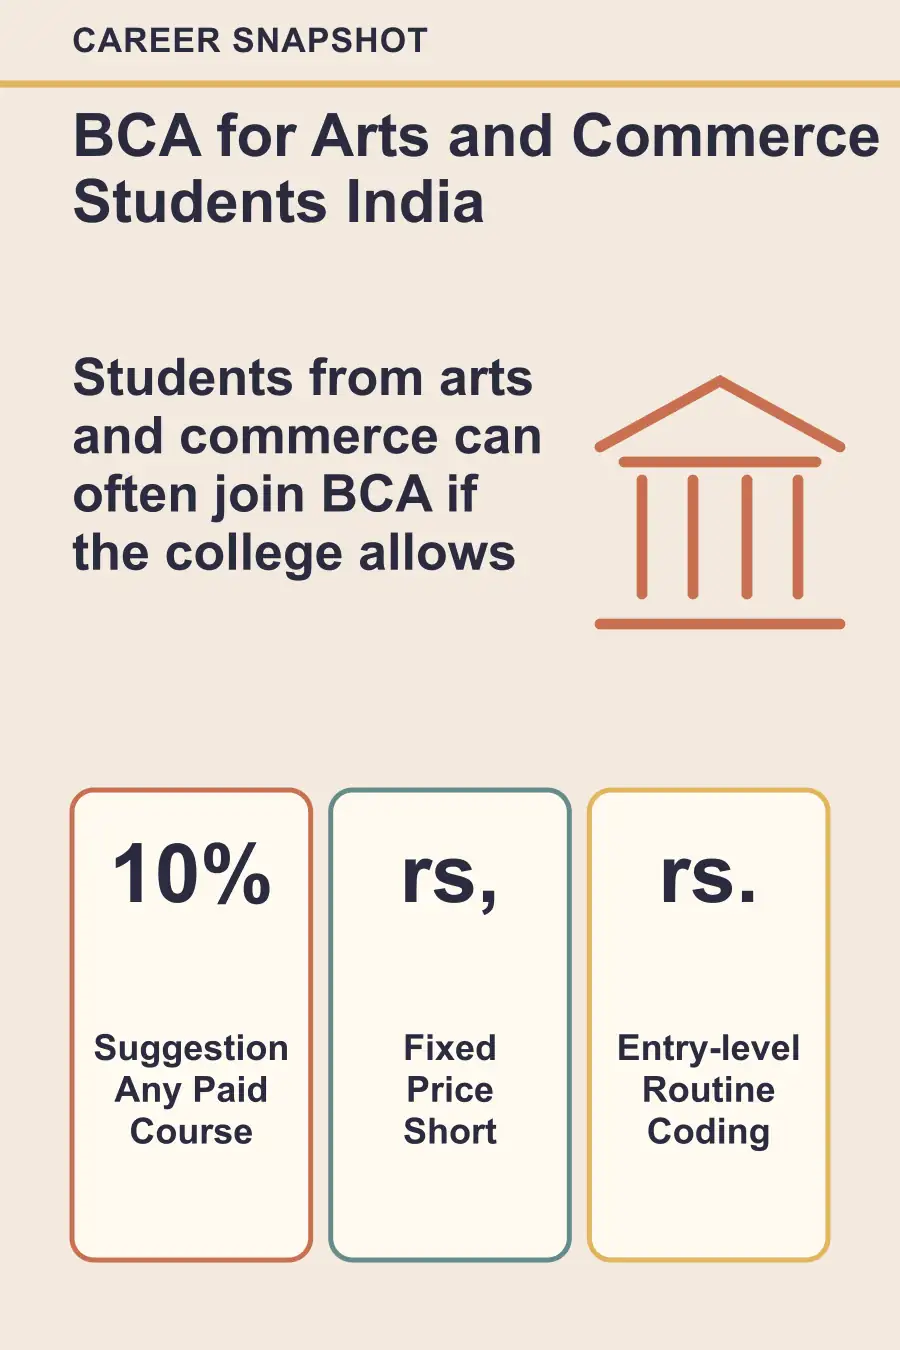 CAREER SNAPSHOT
BCA for Arts and Commerce
Students India
Students from arts
and commerce can
often join BCA if
the college allows
10%
Suggestion
Any Paid
Course
rs,
Fixed
Price
Short
rs.
Entry-level
Routine
Coding